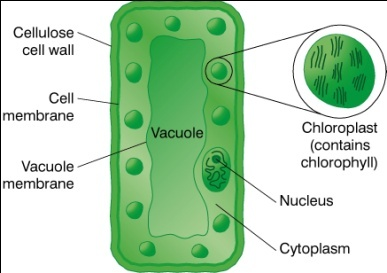 Cellulose
cell wall
Cell
membrane
Vacuole
membrane
Vacuole
Chloroplast
(contains
chlorophyll)
Nucleus
Cytoplasm